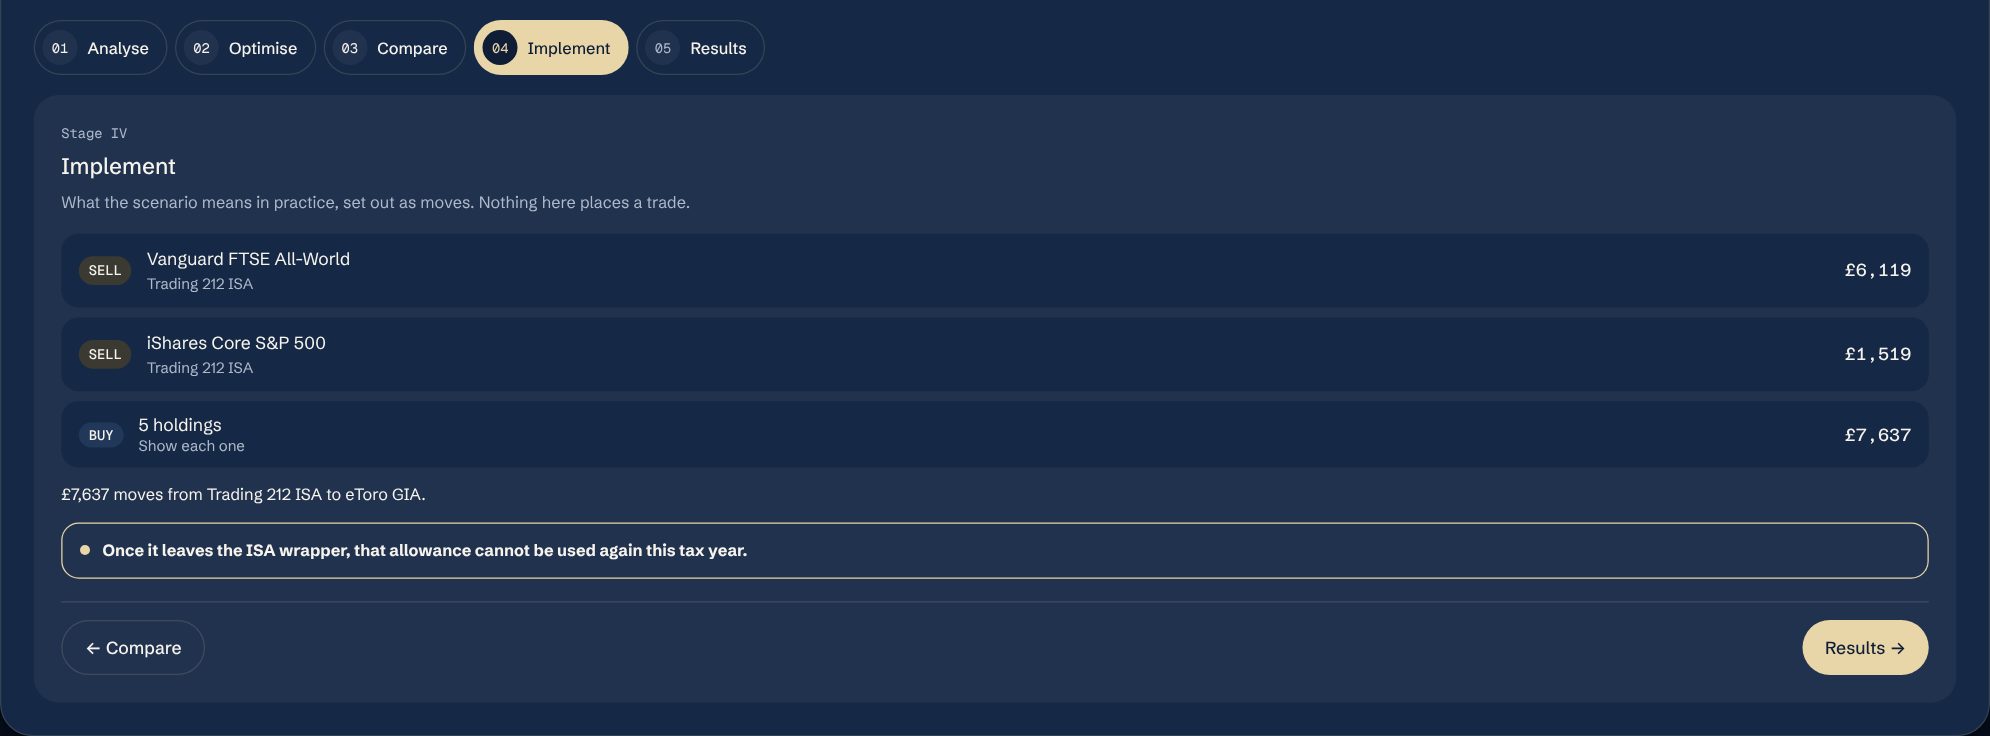 01 Analyse 02 Optimise 03 Compare 04 Implement 05 Results
Stage IV
Implement
What the scenario means in practice, set out as moves. Nothing here places a trade.
SELL Vanguard FTSE All-World £6,119
Trading 212 ISA
SELL iShares Core S&P 500 £1,519
Trading 212 ISA
BUY 5 holdings £7,637
Show each one
£7,637 moves from Trading 212 ISA to eToro GIA.
Once it leaves the ISA wrapper, that allowance cannot be used again this tax year.
← Compare Results →